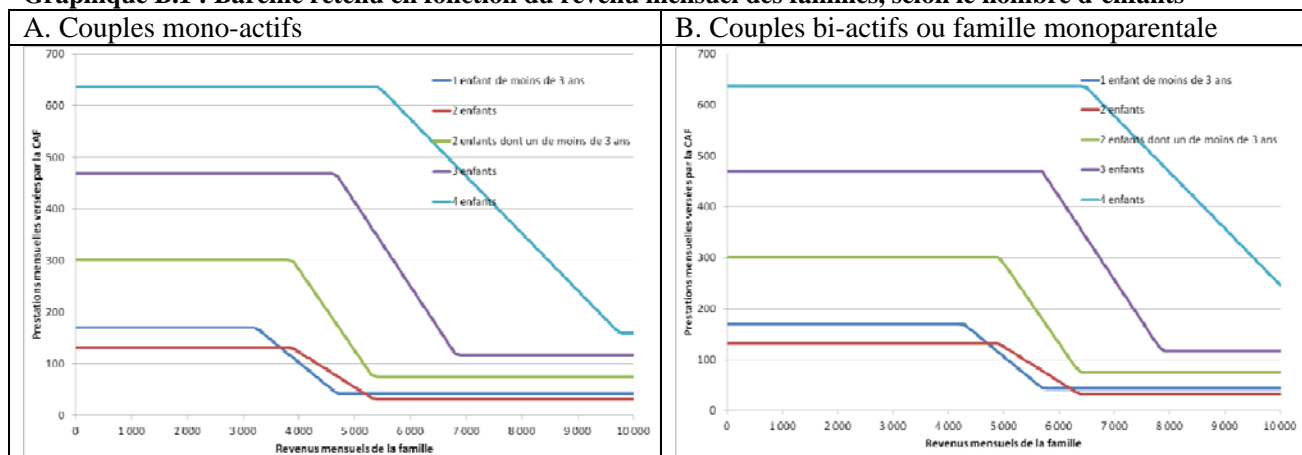 Graphique B.1 : Barème retenu en fonction du revenu mensuel des familles, selon le nombre d'enfants
A. Couples mono-actifs
700
600
500
400
300
200
100
0
Prestations mensuelles versées par la CAF
1 enfant de moins de 3 ans
2 enfants
2 enfants dont un de moins de 3 ans
3 enfants
4 enfants
0 1 000 2 000 3 000 4 000 5 000 6 000 7 000 8 000 9 000 10 000
Revenus mensuels de la famille
B. Couples bi-actifs ou famille monoparentale
700
600
500
400
300
200
100
0
Prestations mensuelles versées par la CAF
1 enfant de moins de 3 ans
2 enfants
2 enfants dont un de moins de 3 ans
3 enfants
4 enfants
0 1 000 2 000 3 000 4 000 5 000 6 000 7 000 8 000 9 000 10 000
Revenus mensuels de la famille